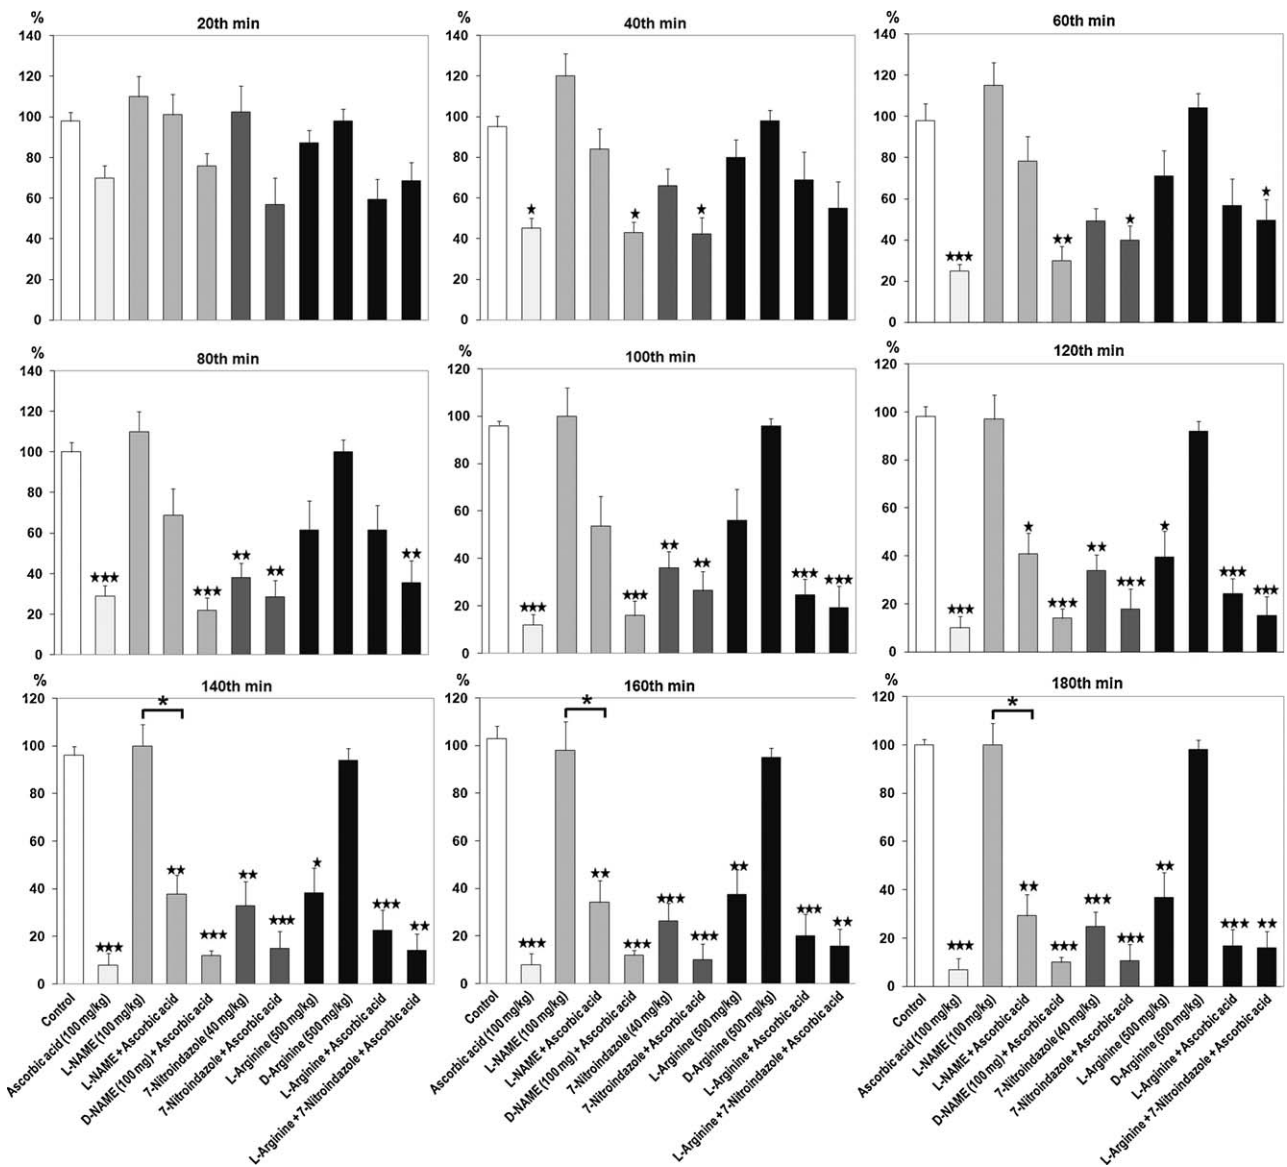 % 20th min
140
120
100
80
60
40
20
0
% 40th min
140
120
100
80
60
40
20
0
★
★
★
% 60th min
140
120
100
80
60
40
20
0
★★★
★★
★
★
% 80th min
140
120
100
80
60
40
20
0
★★★
★★★
★★
★★
★★
% 100th min
120
100
80
60
40
20
0
★★★
★★★
★★
★★
★★★
★★★
% 120th min
120
100
80
60
40
20
0
★★★
★
★★★
★★
★★★
★
★★★
★★★
% 140th min
120
100
80
60
40
20
0
*
★★★
★★
★★★
★★
★★★
★
★★★
★★
Control
Ascorbic acid (100 mg/kg)
L-NAME (100 mg/kg)
L-NAME + Ascorbic acid
D-NAME (100 mg) + Ascorbic acid
7-Nitroindazole (40 mg/kg)
7-Nitroindazole + Ascorbic acid
L-Arginine (500 mg/kg)
D-Arginine (500 mg/kg)
L-Arginine + Ascorbic acid
L-Arginine + 7-Nitroindazole + Ascorbic acid
% 160th min
120
100
80
60
40
20
0
*
★★★
★★
★★★
★★★
★★★
★★
★★★
★★
Control
Ascorbic acid (100 mg/kg)
L-NAME (100 mg/kg)
L-NAME + Ascorbic acid
D-NAME (100 mg) + Ascorbic acid
7-Nitroindazole (40 mg/kg)
7-Nitroindazole + Ascorbic acid
L-Arginine (500 mg/kg)
D-Arginine (500 mg/kg)
L-Arginine + Ascorbic acid
L-Arginine + 7-Nitroindazole + Ascorbic acid
% 180th min
120
100
80
60
40
20
0
*
★★★
★★
★★★
★★★
★★★
★★
★★★
★★
Control
Ascorbic acid (100 mg/kg)
L-NAME (100 mg/kg)
L-NAME + Ascorbic acid
D-NAME (100 mg) + Ascorbic acid
7-Nitroindazole (40 mg/kg)
7-Nitroindazole + Ascorbic acid
L-Arginine (500 mg/kg)
D-Arginine (500 mg/kg)
L-Arginine + Ascorbic acid
L-Arginine + 7-Nitroindazole + Ascorbic acid